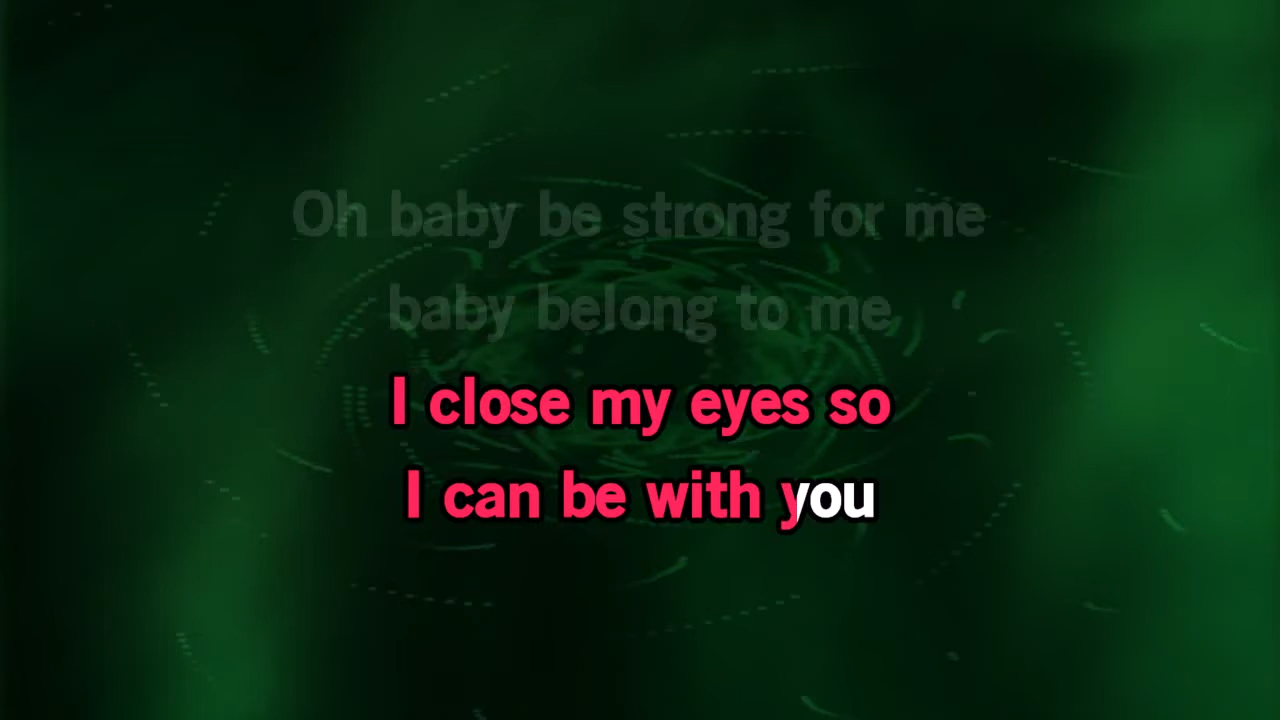 Oh baby be strong for me
baby belong to me
I close my eyes so
I can be with you